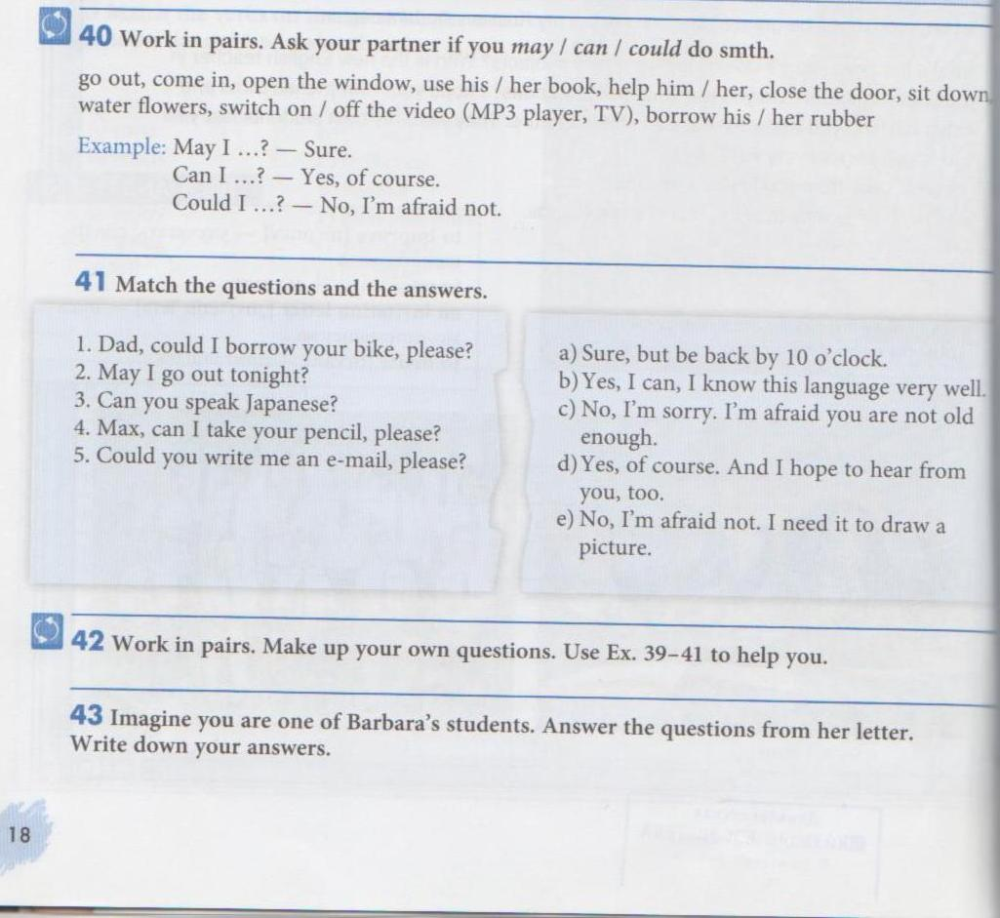 40 Work in pairs. Ask your partner if you may / can / could do smth.
go out, come in, open the window, use his / her book, help him / her, close the door, sit down,
water flowers, switch on / off the video (MP3 player, TV), borrow his / her rubber
Example: May I ...? — Sure.
Can I ...? — Yes, of course.
Could I ...? — No, I'm afraid not.
41 Match the questions and the answers.
1. Dad, could I borrow your bike, please?
2. May I go out tonight?
3. Can you speak Japanese?
4. Max, can I take your pencil, please?
5. Could you write me an e-mail, please?
a) Sure, but be back by 10 o'clock.
b) Yes, I can, I know this language very well.
c) No, I'm sorry. I'm afraid you are not old
enough.
d) Yes, of course. And I hope to hear from
you, too.
e) No, I'm afraid not. I need it to draw a
picture.
42 Work in pairs. Make up your own questions. Use Ex. 39–41 to help you.
43 Imagine you are one of Barbara's students. Answer the questions from her letter.
Write down your answers.
18